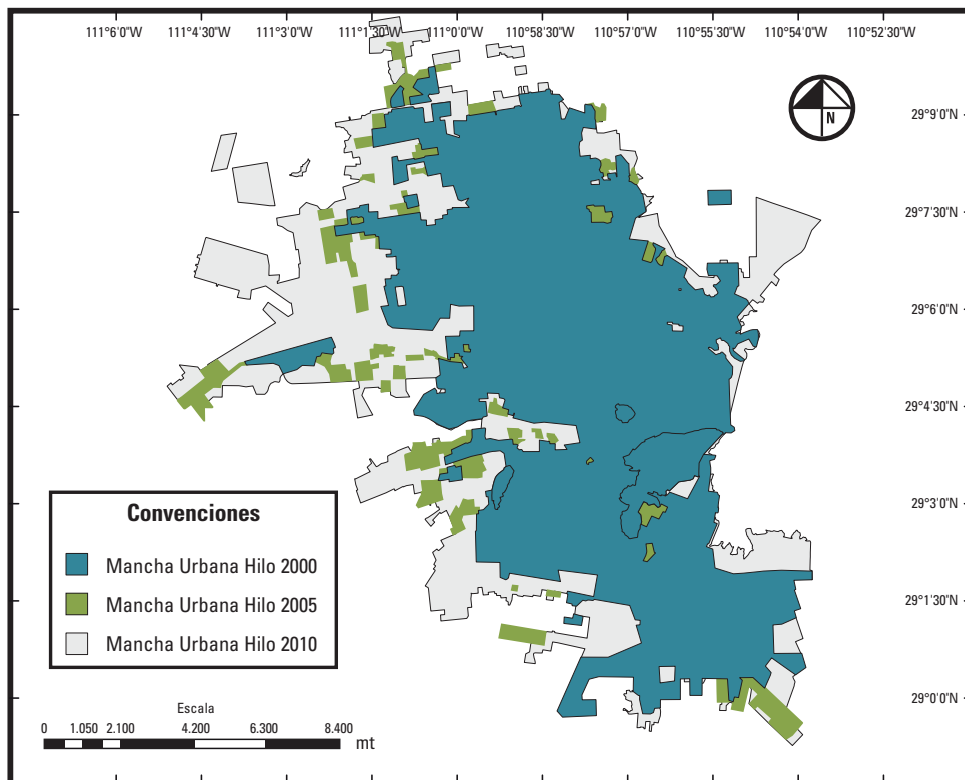 111°6'0"W 111°4'30"W 111°3'0"W 111°1'30"W 111°0'0"W 110°58'30"W 110°57'0"W 110°55'30"W 110°54'0"W 110°52'30"W
N
29°9'0"N
29°7'30"N
29°6'0"N
29°4'30"N
29°3'0"N
29°1'30"N
29°0'0"N
Convenciones
Mancha Urbana Hilo 2000
Mancha Urbana Hilo 2005
Mancha Urbana Hilo 2010
Escala
0 1.050 2.100 4.200 6.300 8.400
mt